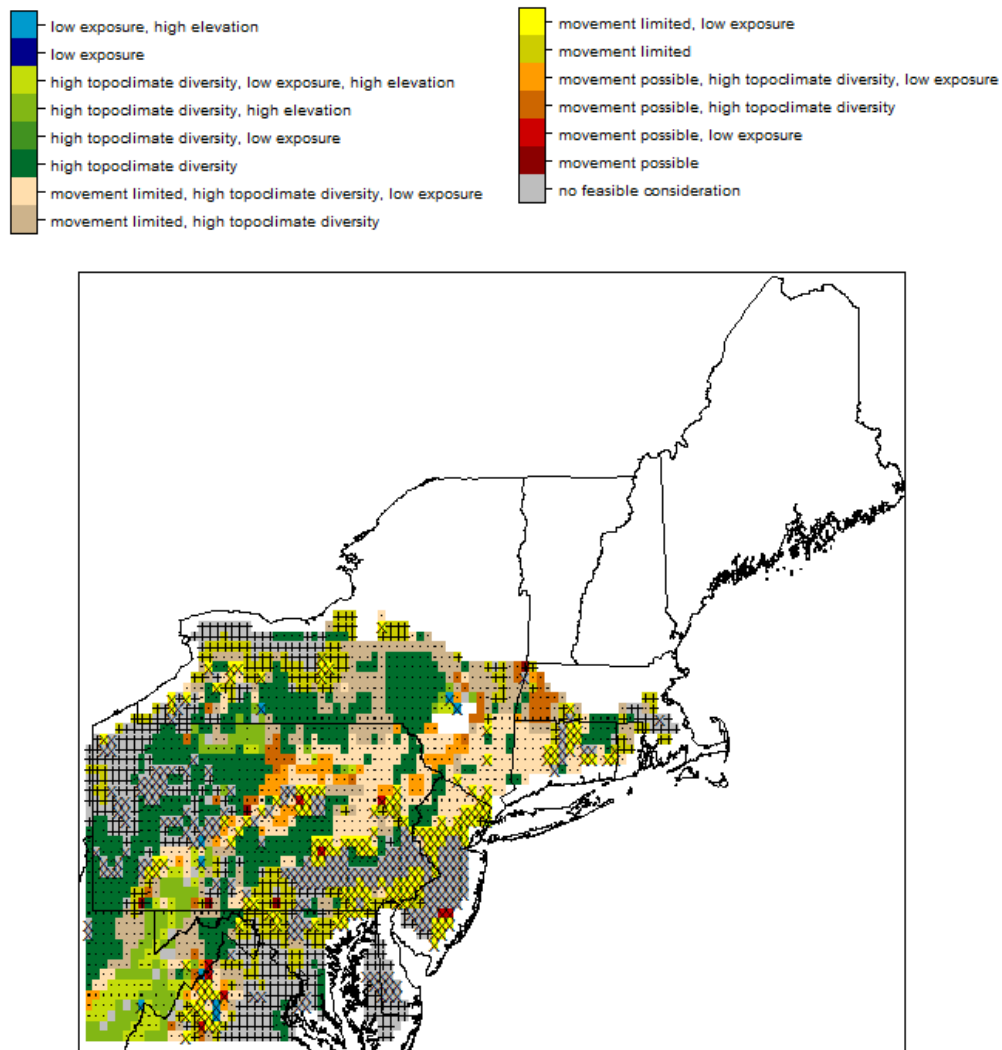 low exposure, high elevation
low exposure
high topoclimate diversity, low exposure, high elevation
high topoclimate diversity, high elevation
high topoclimate diversity, low exposure
high topoclimate diversity
movement limited, high topoclimate diversity, low exposure
movement limited, high topoclimate diversity
movement limited, low exposure
movement limited
movement possible, high topoclimate diversity, low exposure
movement possible, high topoclimate diversity
movement possible, low exposure
movement possible
no feasible consideration